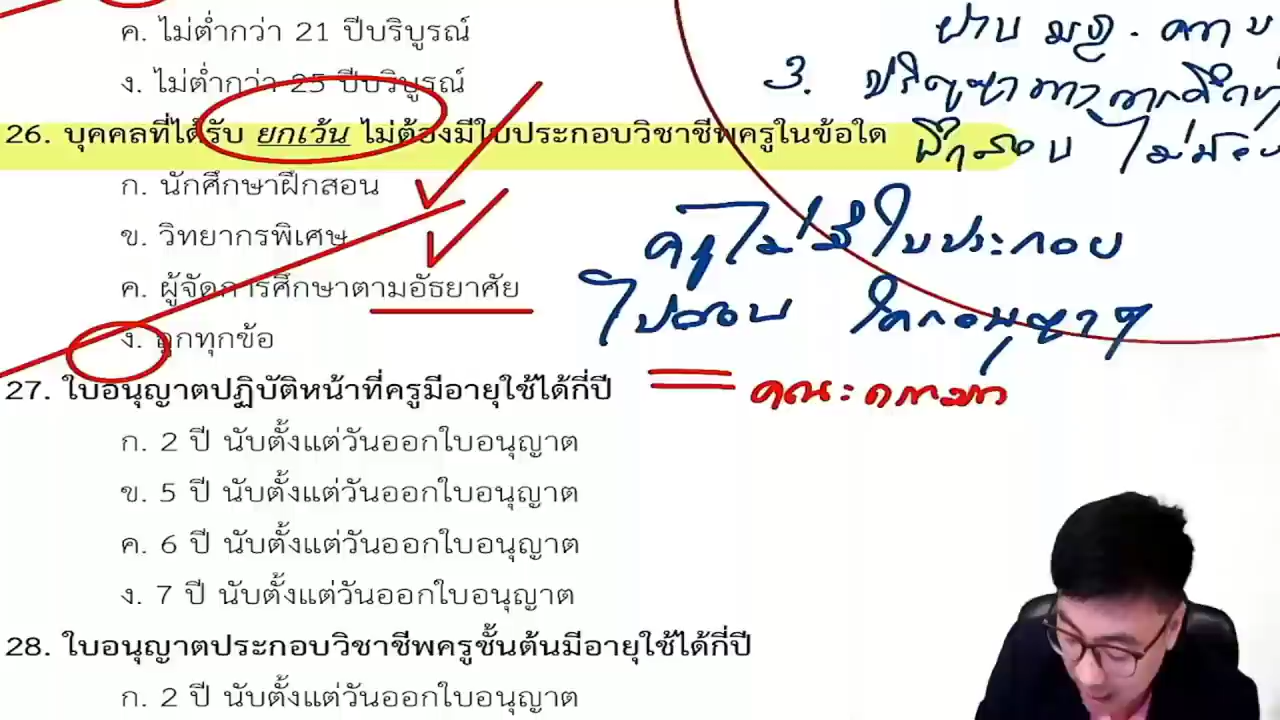 ค. ไม่ต่ำกว่า 21 ปีบริบูรณ์
ง. ไม่ต่ำกว่า 25 ปีบริบูรณ์
3.
26. บุคคลที่ได้รับ ยกเว้น ไม่ต้องมีใบประกอบวิชาชีพครูในข้อใด
ฝึกสอน
ก. นักศึกษาฝึกสอน
ข. วิทยากรพิเศษ
ครูไม่มีใบประกอบ
ค. ผู้จัดการศึกษาตามอัธยาศัย
ไปสอน
ง. ถูกทุกข้อ
27. ใบอนุญาตปฏิบัติหน้าที่ครูมีอายุใช้ได้กี่ปี
ก. 2 ปี นับตั้งแต่วันออกใบอนุญาต
ข. 5 ปี นับตั้งแต่วันออกใบอนุญาต
ค. 6 ปี นับตั้งแต่วันออกใบอนุญาต
ง. 7 ปี นับตั้งแต่วันออกใบอนุญาต
28. ใบอนุญาตประกอบวิชาชีพครูชั้นต้นมีอายุใช้ได้กี่ปี
ก. 2 ปี นับตั้งแต่วันออกใบอนุญาต